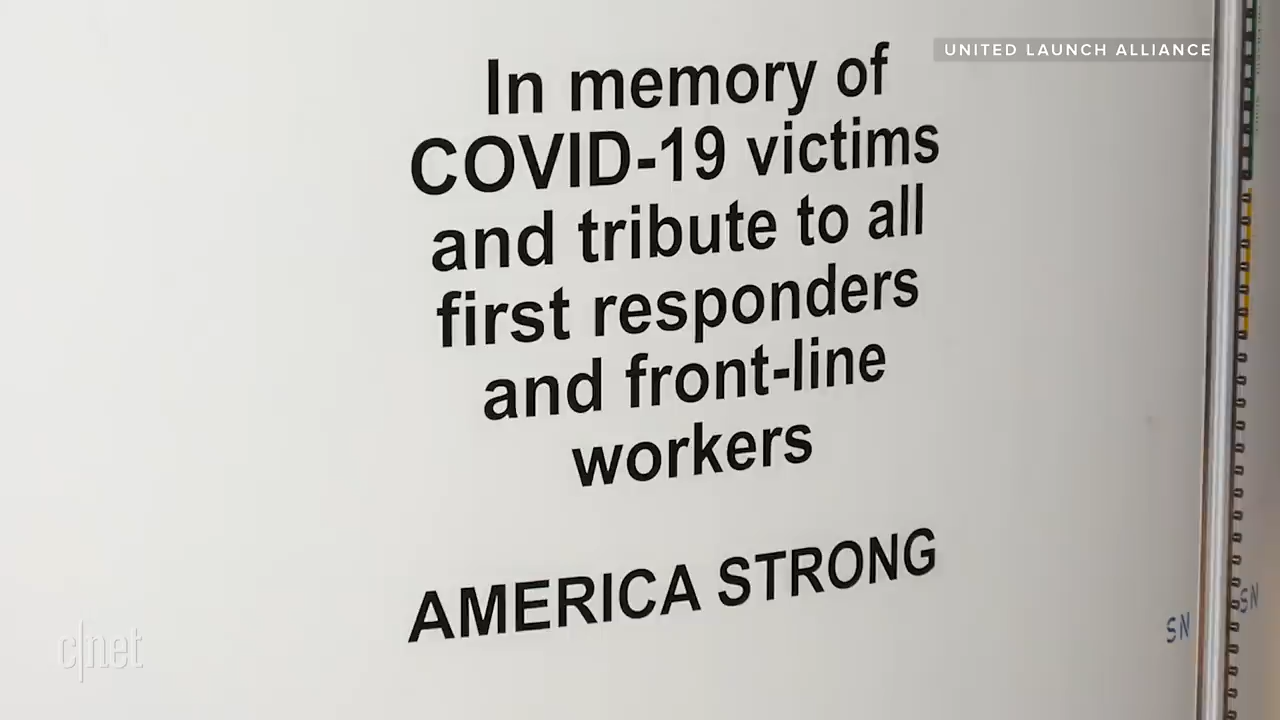 UNITED LAUNCH ALLIANCE
In memory of
COVID-19 victims
and tribute to all
first responders
and front-line
workers
AMERICA STRONG
SN
SN
c|net